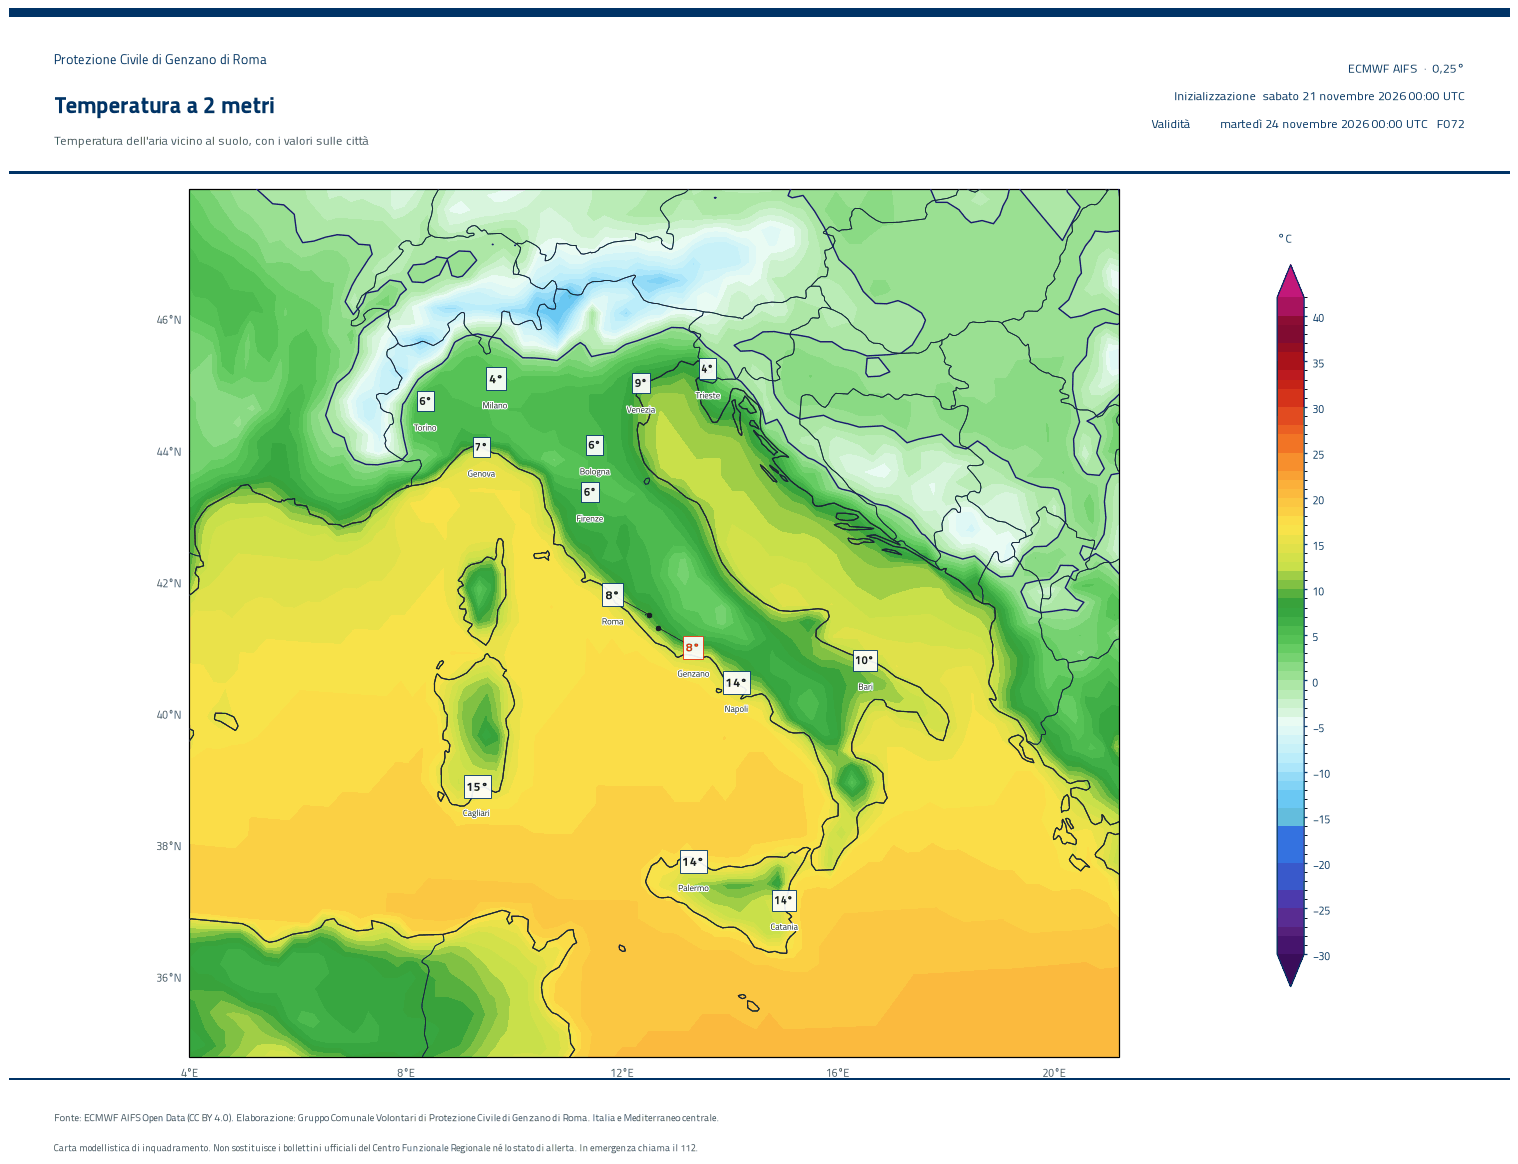 Protezione Civile di Genzano di Roma
Temperatura a 2 metri
Temperatura dell'aria vicino al suolo, con i valori sulle città
ECMWF AIFS · 0,25°
Inizializzazione sabato 21 novembre 2026 00:00 UTC
Validità martedì 24 novembre 2026 00:00 UTC F072
°C
40
35
30
25
20
15
10
5
0
−5
−10
−15
−20
−25
−30
46°N
44°N
42°N
40°N
38°N
36°N
4°E
8°E
12°E
16°E
20°E
6°
Torino
4°
Milano
9°
Venezia
4°
Trieste
7°
Genova
6°
Bologna
6°
Firenze
8°
Roma
8°
Genzano
14°
Napoli
10°
Bari
15°
Cagliari
14°
Palermo
14°
Catania
Fonte: ECMWF AIFS Open Data (CC BY 4.0). Elaborazione: Gruppo Comunale Volontari di Protezione Civile di Genzano di Roma. Italia e Mediterraneo centrale.
Carta modellistica di inquadramento. Non sostituisce i bollettini ufficiali del Centro Funzionale Regionale né lo stato di allerta. In emergenza chiama il 112.